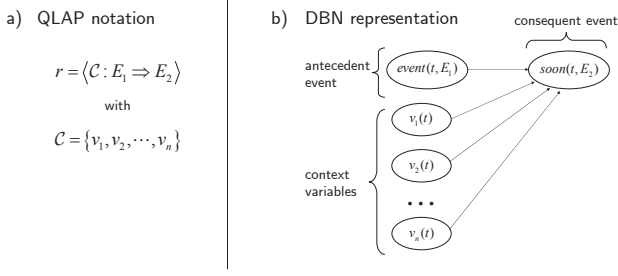 a) QLAP notation
r = ⟨𝒞 : E₁ ⇒ E₂⟩
with
𝒞 = {v₁, v₂, ⋯, vₙ}
b) DBN representation
consequent event
antecedent
event
event(t, E₁)
soon(t, E₂)
v₁(t)
v₂(t)
context
variables
• • •
vₙ(t)